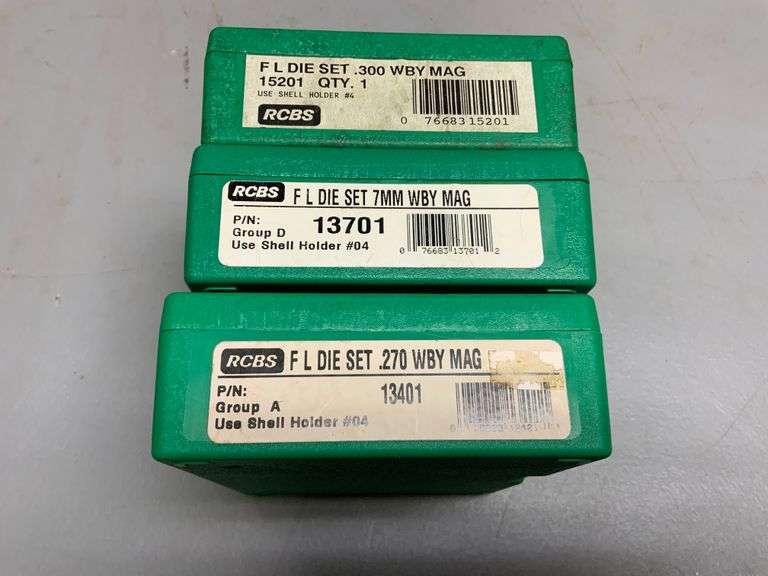 F L DIE SET .300 WBY MAG
15201 QTY. 1
USE SHELL HOLDER #4
RCBS
0 7668315201
RCBS F L DIE SET 7MM WBY MAG
P/N: 13701
Group D
Use Shell Holder #04
0 76683 13701 2
RCBS F L DIE SET .270 WBY MAG
P/N: 13401
Group A
Use Shell Holder #04